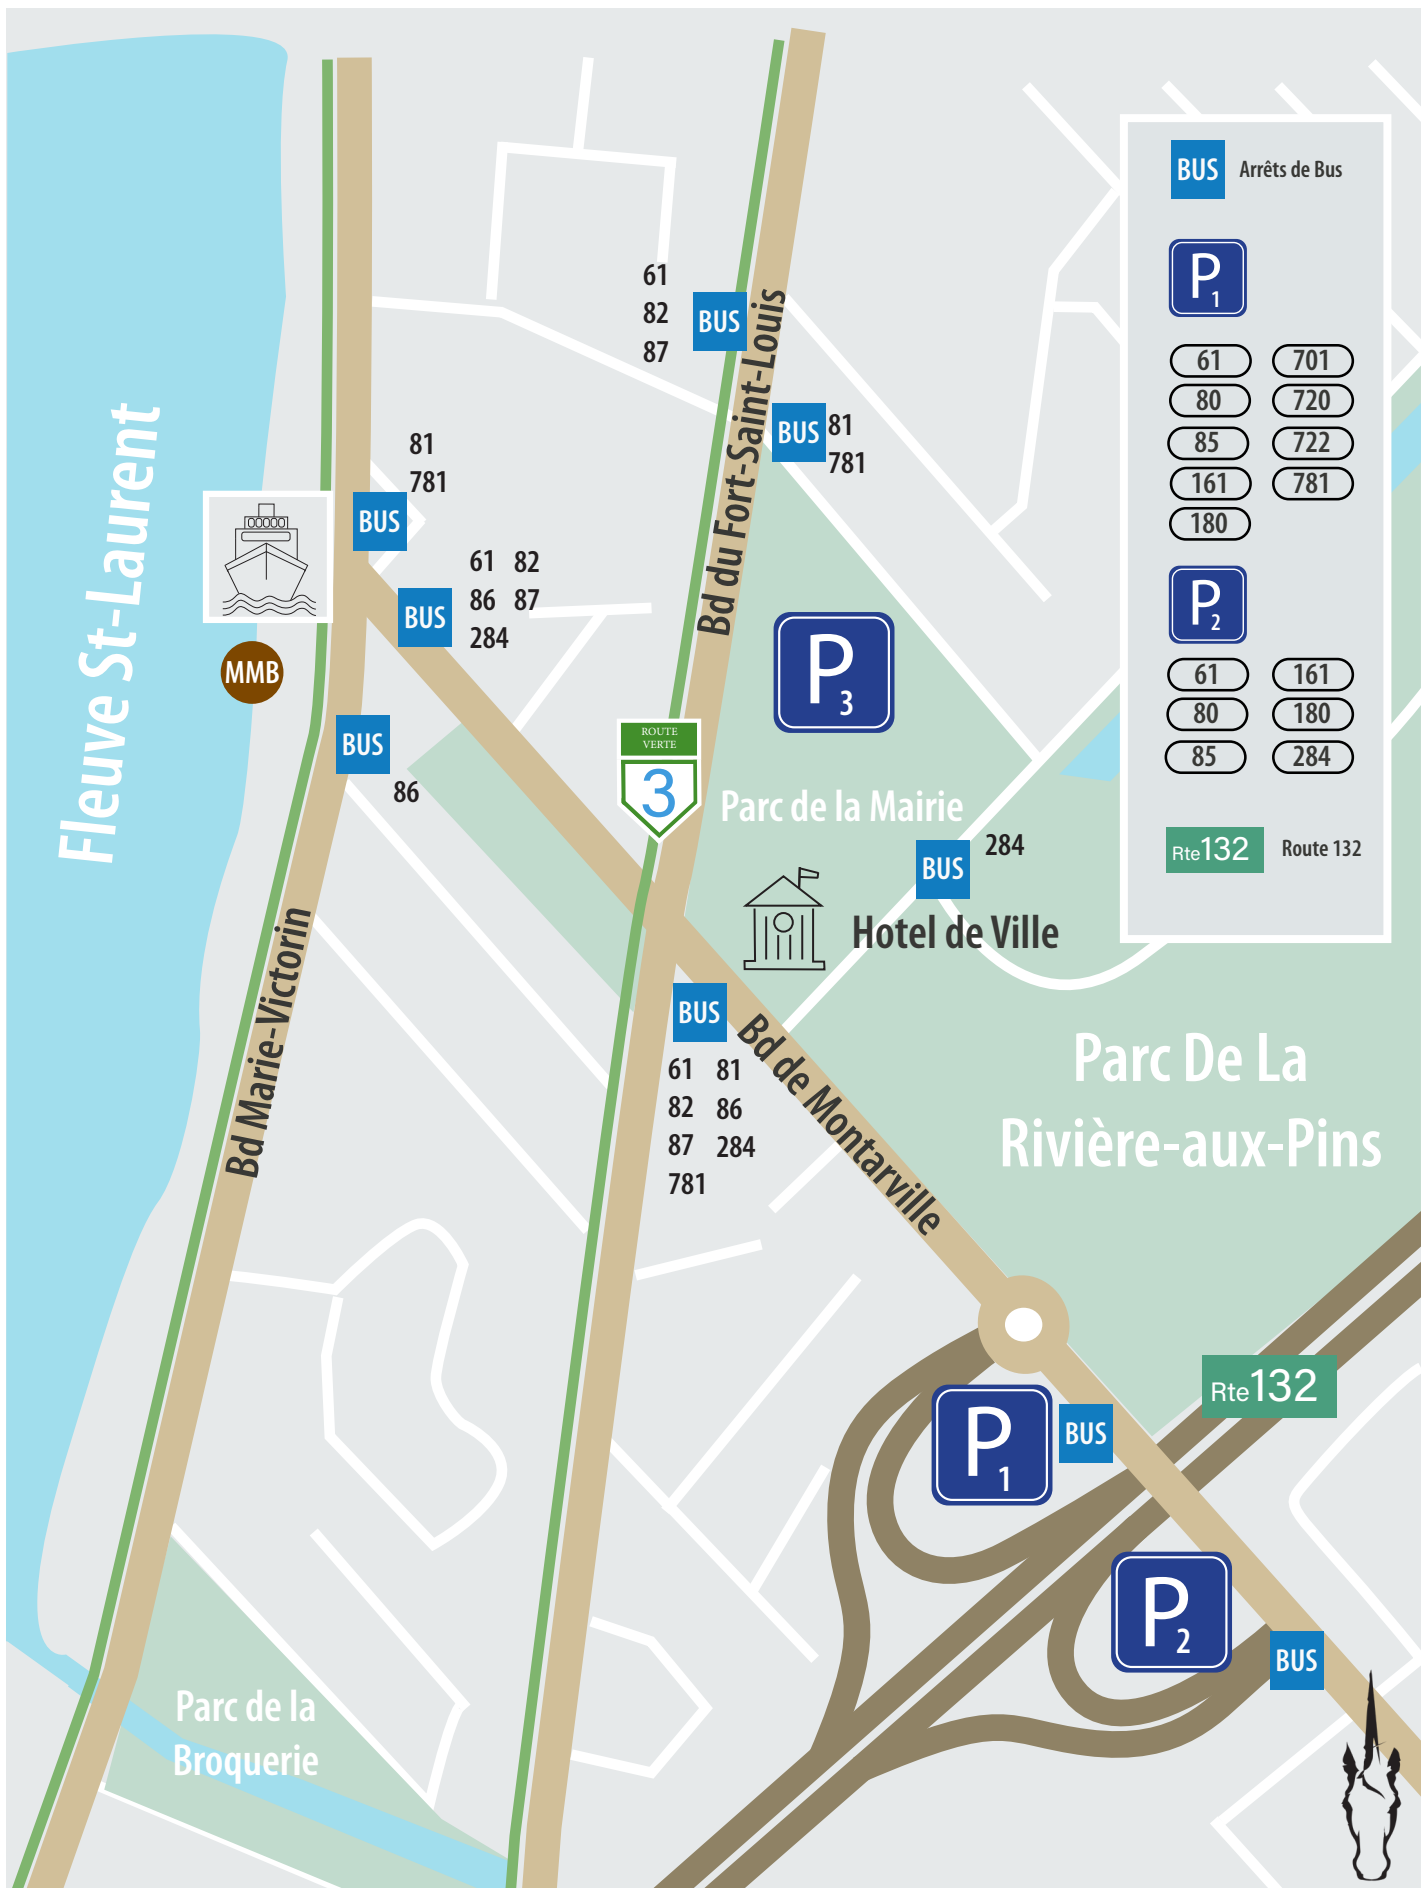 BUS Arrêts de Bus
P1
61 701
80 720
85 722
161 781
180
P2
61 161
80 180
85 284
Rte132 Route 132
61
82
87
BUS
Bd du Fort-Saint-Louis
BUS
81
781
81
781
BUS
61 82
86 87
284
BUS
MMB
Fleuve St-Laurent
BUS
86
P3
ROUTE
VERTE
3
Parc de la Mairie
284
BUS
Hotel de Ville
Bd Marie-Victorin
BUS
61 81
82 86
87 284
781
Bd de Montarville
Parc De La
Rivière-aux-Pins
Rte132
P1
BUS
P2
BUS
Parc de la
Broquerie